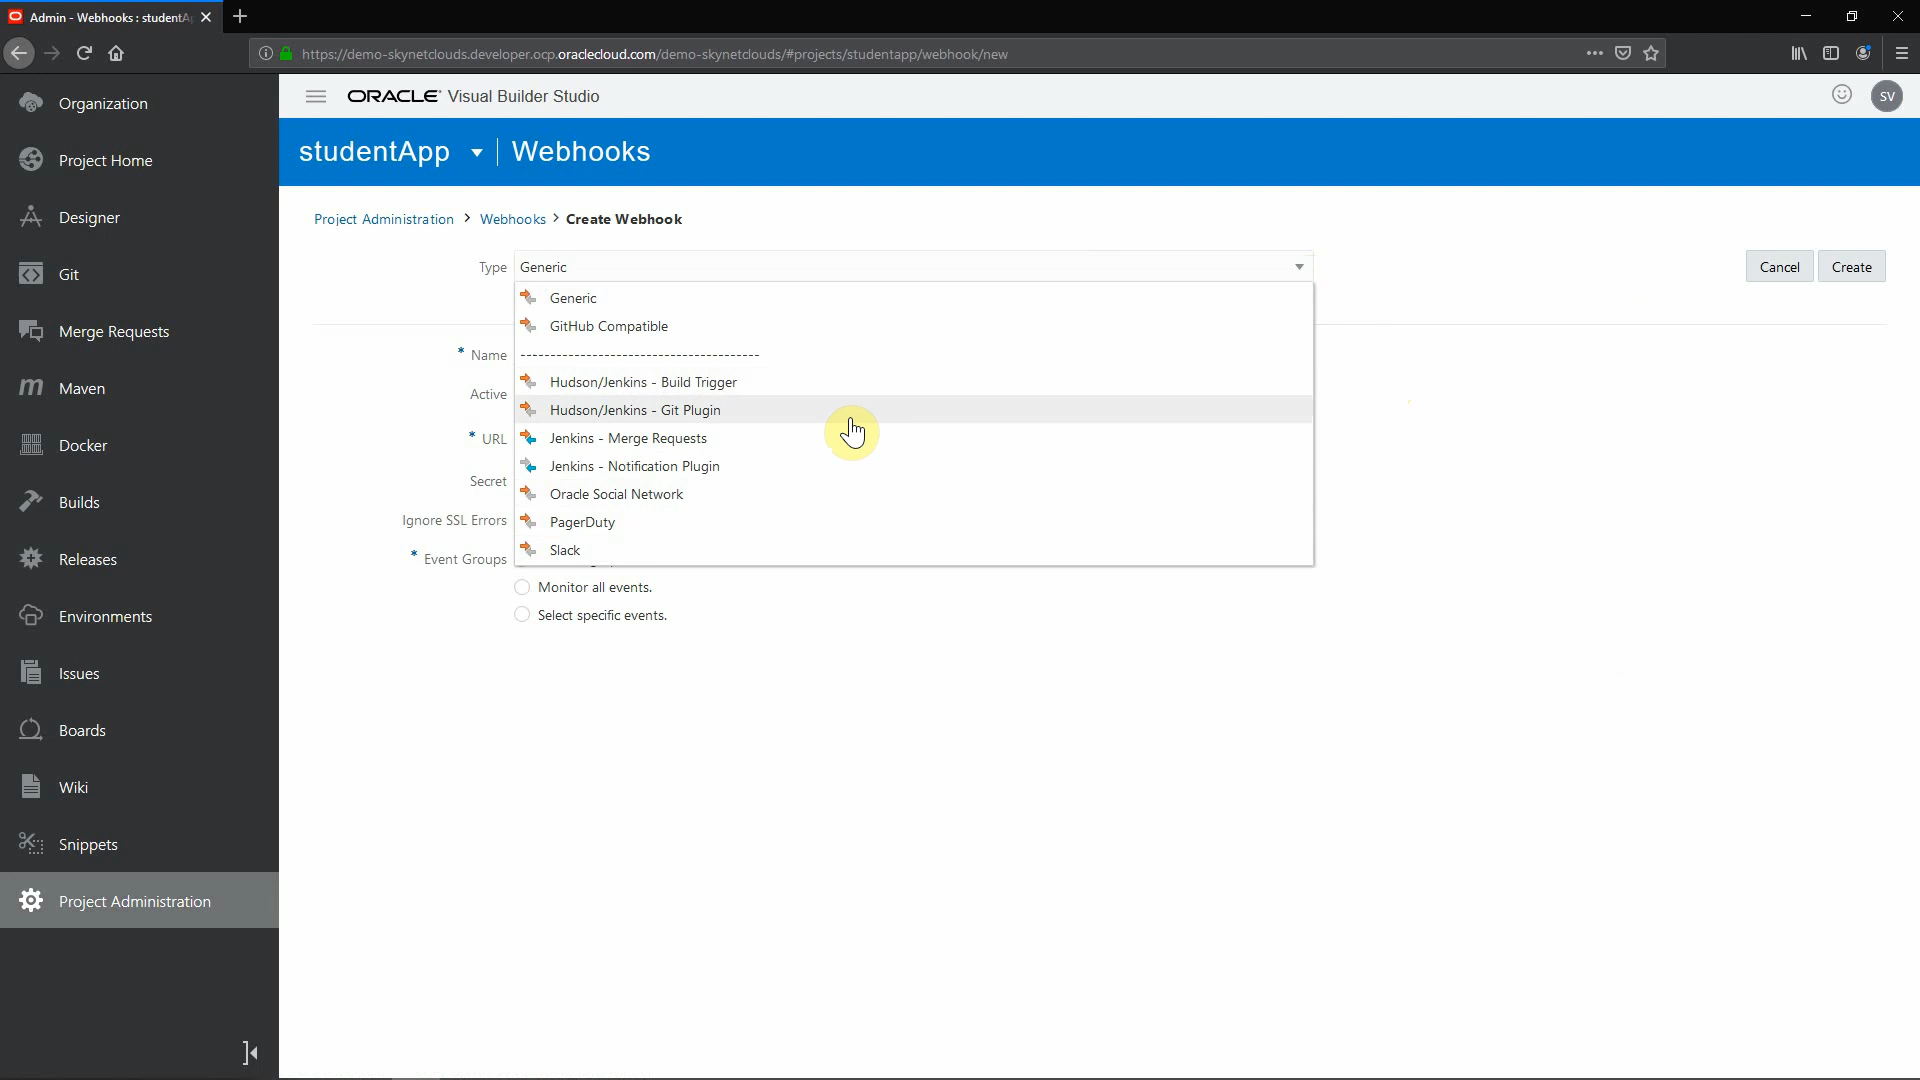 Admin - Webhooks : studentA
https://demo-skynetclouds.developer.ocp.oraclecloud.com/demo-skynetclouds/#projects/studentapp/webhook/new
Organization
Project Home
Designer
Git
Merge Requests
Maven
Docker
Builds
Releases
Environments
Issues
Boards
Wiki
Snippets
Project Administration
ORACLE Visual Builder Studio
SV
studentApp Webhooks
Project Administration > Webhooks > Create Webhook
Type Generic
Cancel Create
Generic
GitHub Compatible
----------------------------------------
* Name
Hudson/Jenkins - Build Trigger
Active
Hudson/Jenkins - Git Plugin
* URL
Jenkins - Merge Requests
Jenkins - Notification Plugin
Secret
Oracle Social Network
Ignore SSL Errors
PagerDuty
Slack
* Event Groups
Monitor all events.
Select specific events.